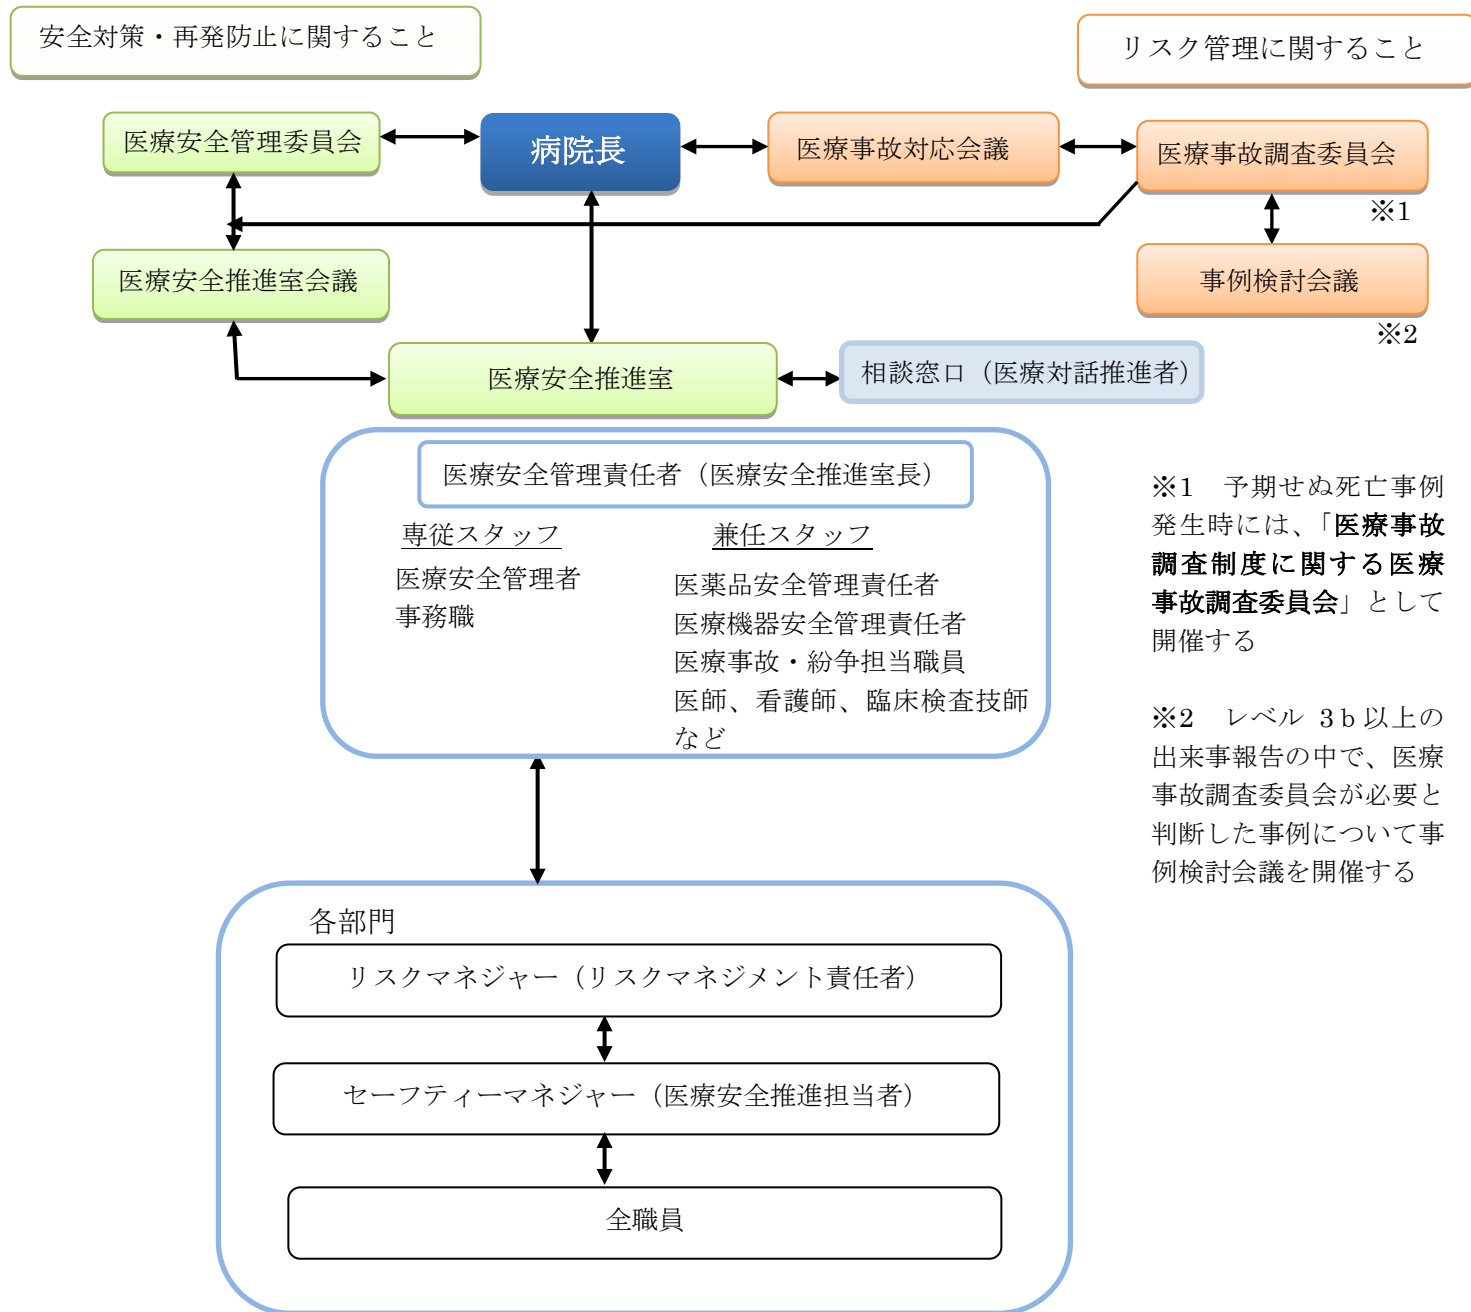 安全対策・再発防止に関すること
リスク管理に関すること
医療安全管理委員会
病院長
医療事故対応会議
医療事故調査委員会
※1
医療安全推進室会議
事例検討会議
※2
医療安全推進室
相談窓口（医療対話推進者）
医療安全管理責任者（医療安全推進室長）
専従スタッフ
医療安全管理者
事務職
兼任スタッフ
医薬品安全管理責任者
医療機器安全管理責任者
医療事故・紛争担当職員
医師、看護師、臨床検査技師
など
※1　予期せぬ死亡事例
発生時には、「医療事故
調査制度に関する医療
事故調査委員会」として
開催する
※2　レベル 3ｂ以上の
出来事報告の中で、医療
事故調査委員会が必要と
判断した事例について事
例検討会議を開催する
各部門
リスクマネジャー（リスクマネジメント責任者）
セーフティーマネジャー（医療安全推進担当者）
全職員